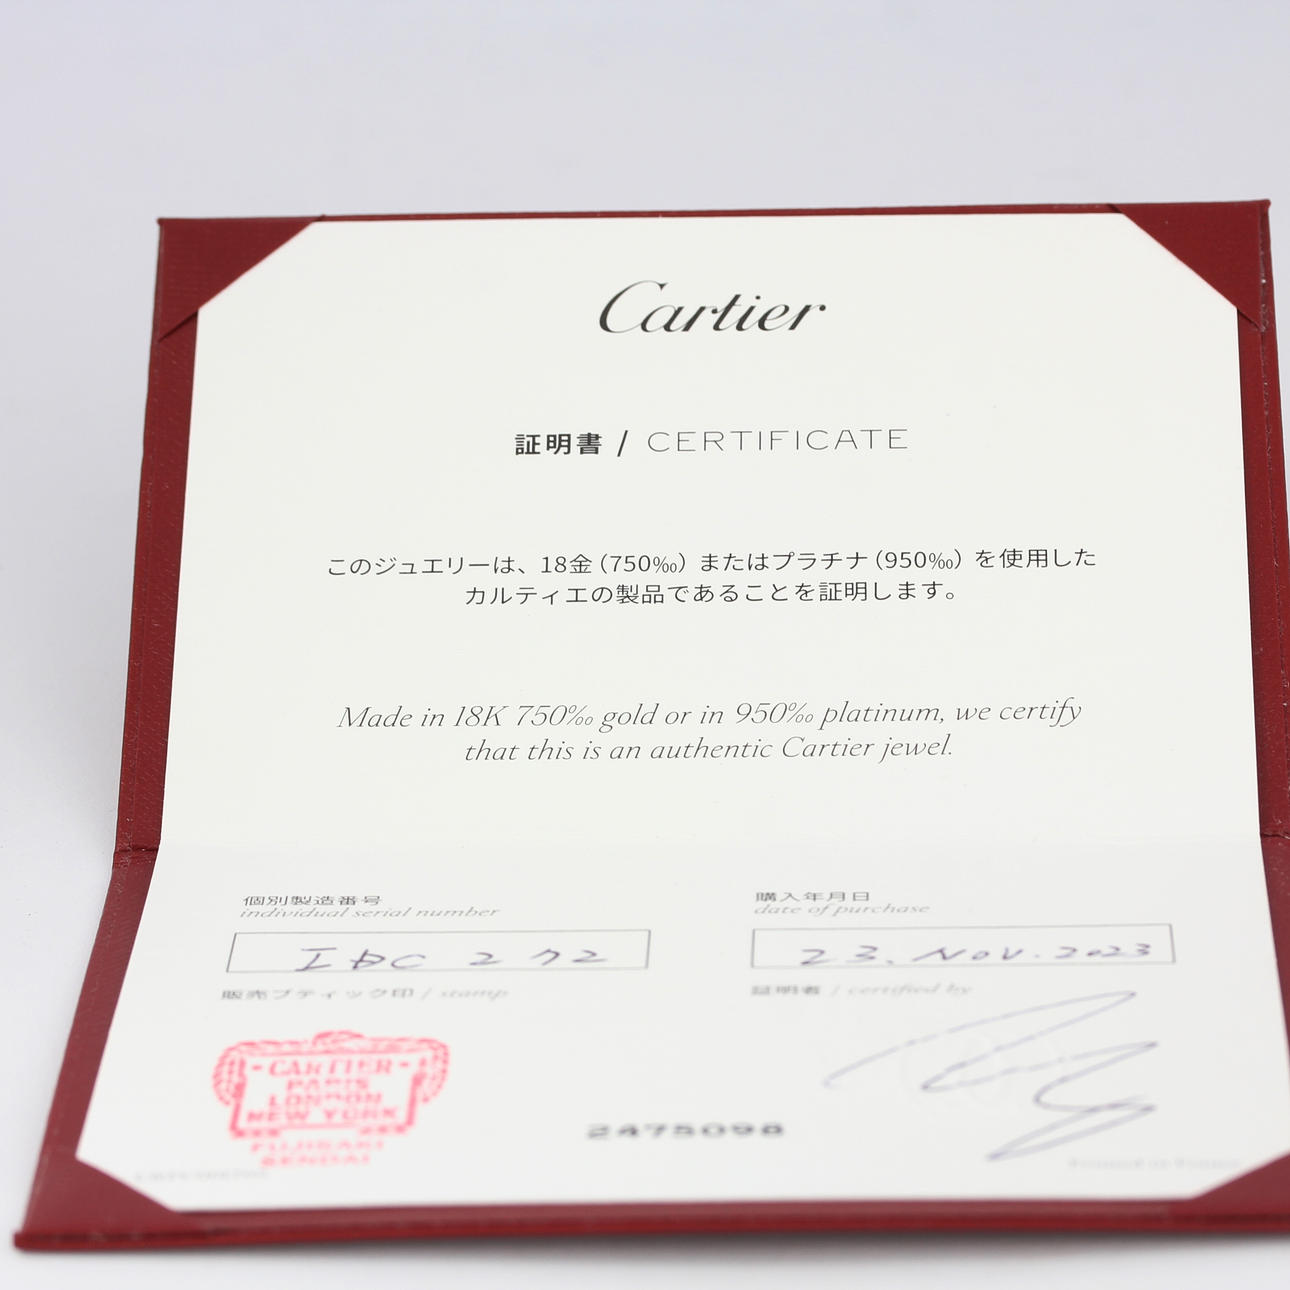 Cartier
証明書 / CERTIFICATE
このジュエリーは、18金（750‰）またはプラチナ（950‰）を使用した
カルティエの製品であることを証明します。
Made in 18K 750‰ gold or in 950‰ platinum, we certify
that this is an authentic Cartier jewel.
個別製造番号
individual serial number
購入年月日
date of purchase
23. NOV. 2023
販売ブティック印 / stamp
証明者 / certified by
CARTIER
PARIS
LONDON
NEW YORK
FUJISAKI
SENDAI
2475098